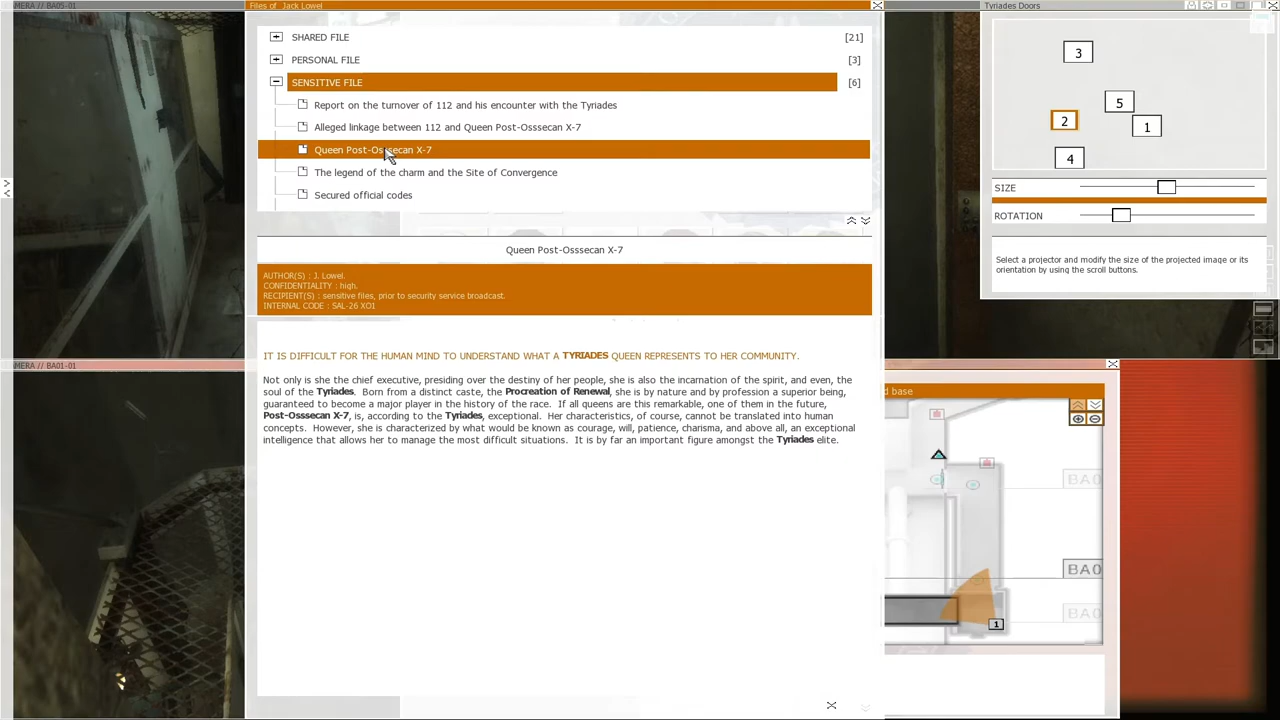 MERA // BA05-01
Files of Jack Lowel
SHARED FILE [21]
PERSONAL FILE [3]
SENSITIVE FILE [6]
Report on the turnover of 112 and his encounter with the Tyriades
Alleged linkage between 112 and Queen Post-Osssecan X-7
Queen Post-Osssecan X-7
The legend of the charm and the Site of Convergence
Secured official codes
Queen Post-Osssecan X-7
AUTHOR(S) : J. Lowel.
CONFIDENTIALITY : high.
RECIPIENT(S) : sensitive files, prior to security service broadcast.
INTERNAL CODE : SAL-26 XO1
IT IS DIFFICULT FOR THE HUMAN MIND TO UNDERSTAND WHAT A TYRIADES QUEEN REPRESENTS TO HER COMMUNITY.
Not only is she the chief executive, presiding over the destiny of her people, she is also the incarnation of the spirit, and even, the
soul of the Tyriades. Born from a distinct caste, the Procreation of Renewal, she is by nature and by profession a superior being,
guaranteed to become a major player in the history of the race. If all queens are this remarkable, one of them in the future,
Post-Osssecan X-7, is, according to the Tyriades, exceptional. Her characteristics, of course, cannot be translated into human
concepts. However, she is characterized by what would be known as courage, will, patience, charisma, and above all, an exceptional
intelligence that allows her to manage the most difficult situations. It is by far an important figure amongst the Tyriades elite.
Tyriades Doors
3
5
2
1
4
SIZE
ROTATION
Select a projector and modify the size of the projected image or its
orientation by using the scroll buttons.
MERA // BA01-01
d base
BA0
BA0
BA0
1